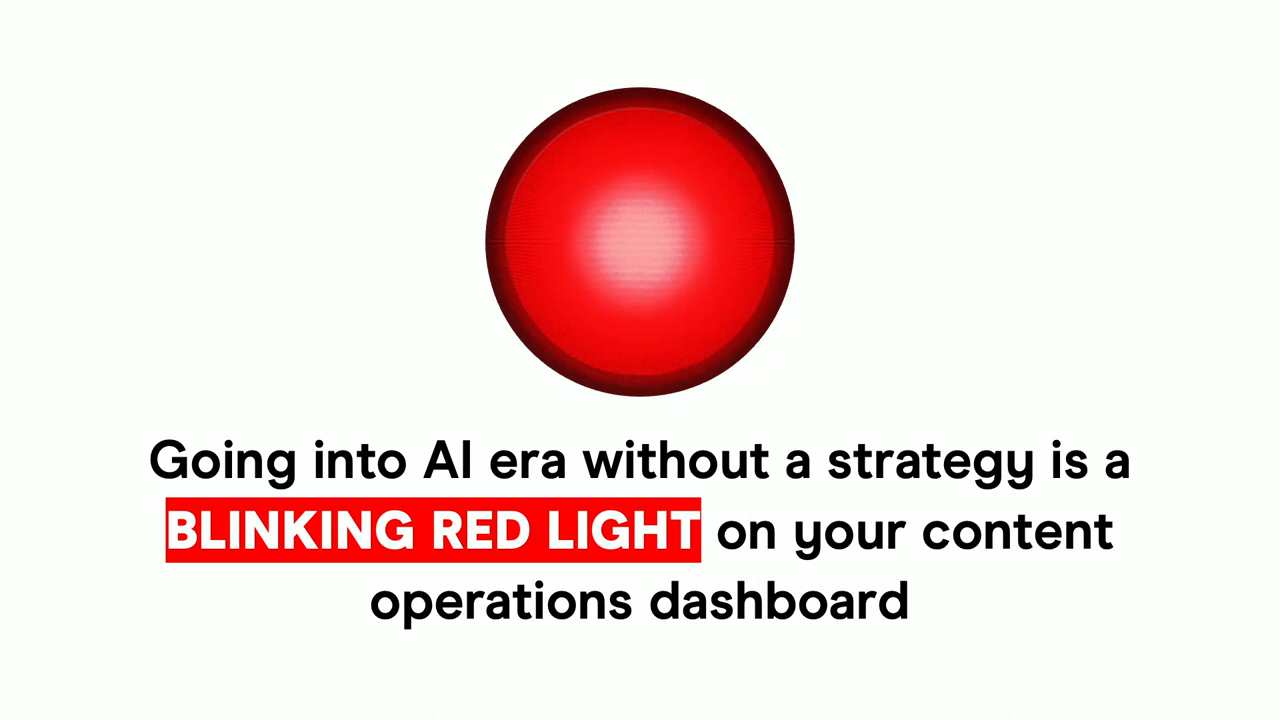 Going into AI era without a strategy is a
BLINKING RED LIGHT on your content
operations dashboard